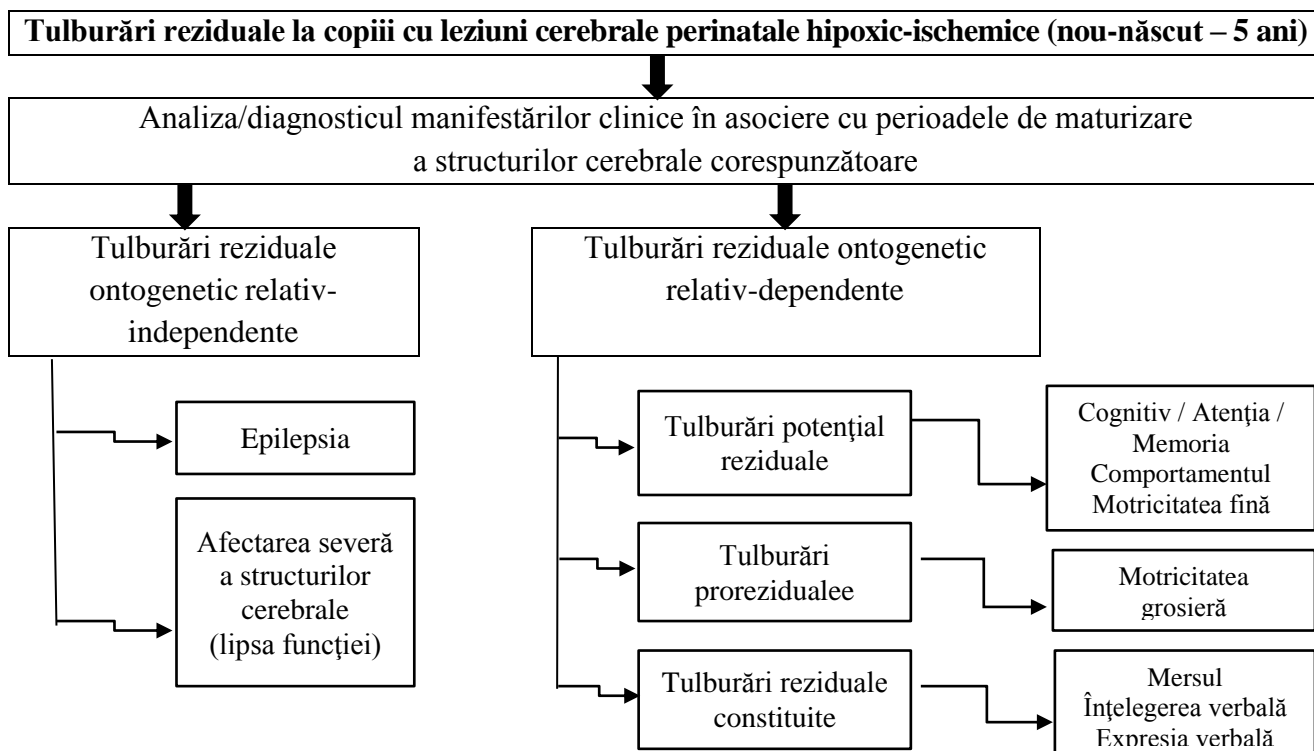 Tulburări reziduale la copiii cu leziuni cerebrale perinatale hipoxic-ischemice (nou-născut – 5 ani)
Analiza/diagnosticul manifestărilor clinice în asociere cu perioadele de maturizare
a structurilor cerebrale corespunzătoare
Tulburări reziduale
ontogenetic relativ-
independente
Tulburări reziduale ontogenetic
relativ-dependente
Epilepsia
Afectarea severă
a structurilor
cerebrale
(lipsa funcţiei)
Tulburări potenţial
reziduale
Cognitiv / Atenţia /
Memoria
Comportamentul
Motricitatea fină
Tulburări
prorezidualee
Motricitatea
grosieră
Tulburări reziduale
constituite
Mersul
Înţelegerea verbală
Expresia verbală